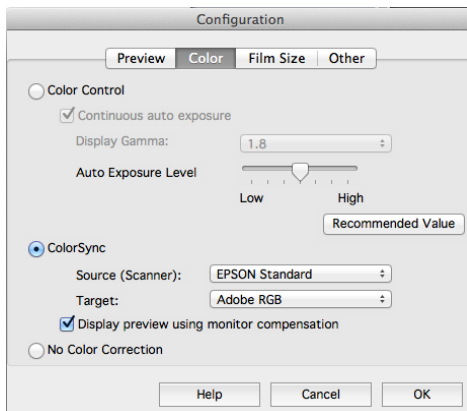 Configuration
Preview Color Film Size Other
Color Control
Continuous auto exposure
Display Gamma: 1.8
Auto Exposure Level
Low High
Recommended Value
ColorSync
Source (Scanner): EPSON Standard
Target: Adobe RGB
Display preview using monitor compensation
No Color Correction
Help Cancel OK